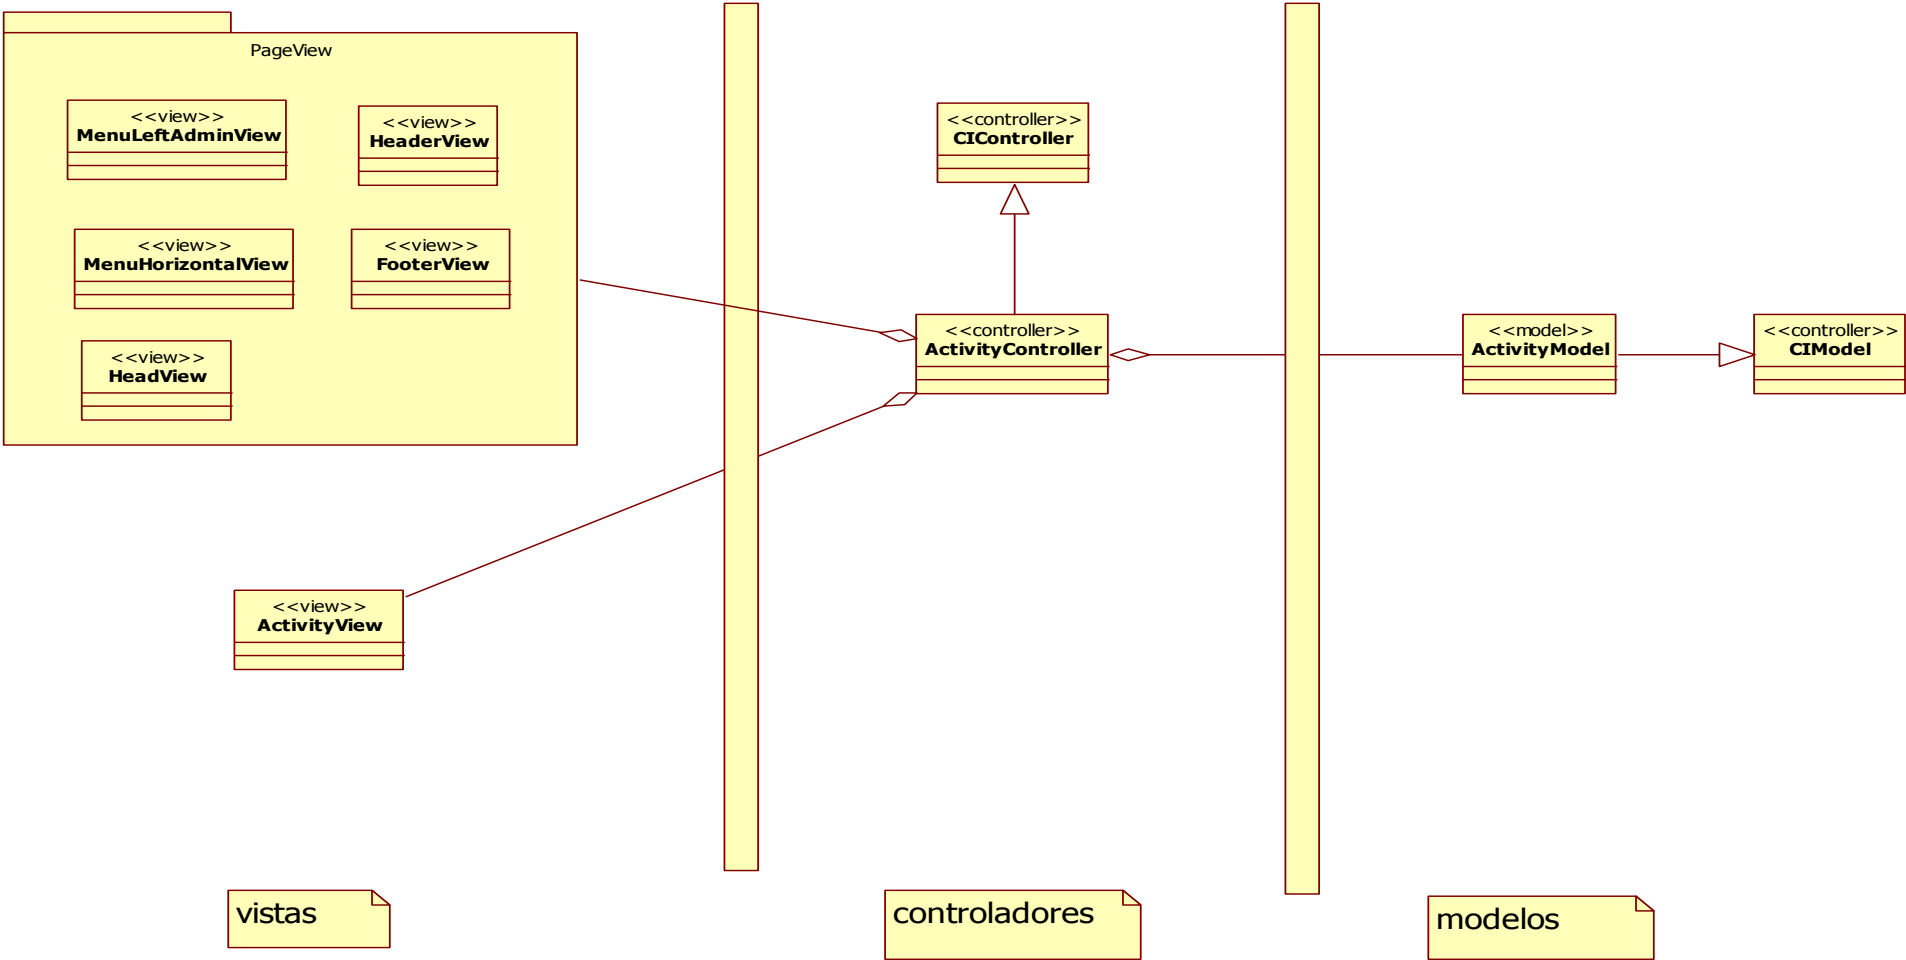 PageView
<<view>>
MenuLeftAdminView
<<view>>
HeaderView
<<view>>
MenuHorizontalView
<<view>>
FooterView
<<view>>
HeadView
<<view>>
ActivityView
<<controller>>
CIController
<<controller>>
ActivityController
<<model>>
ActivityModel
<<controller>>
CIModel
vistas
controladores
modelos